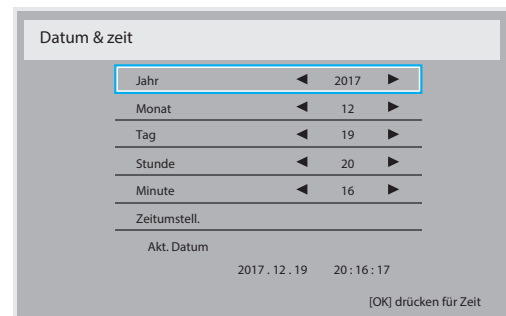 Datum & zeit
Jahr ◀ 2017 ▶
Monat ◀ 12 ▶
Tag ◀ 19 ▶
Stunde ◀ 20 ▶
Minute ◀ 16 ▶
Zeitumstell.
Akt. Datum
2017 . 12 . 19 20 : 16 : 17
[OK] drücken für Zeit